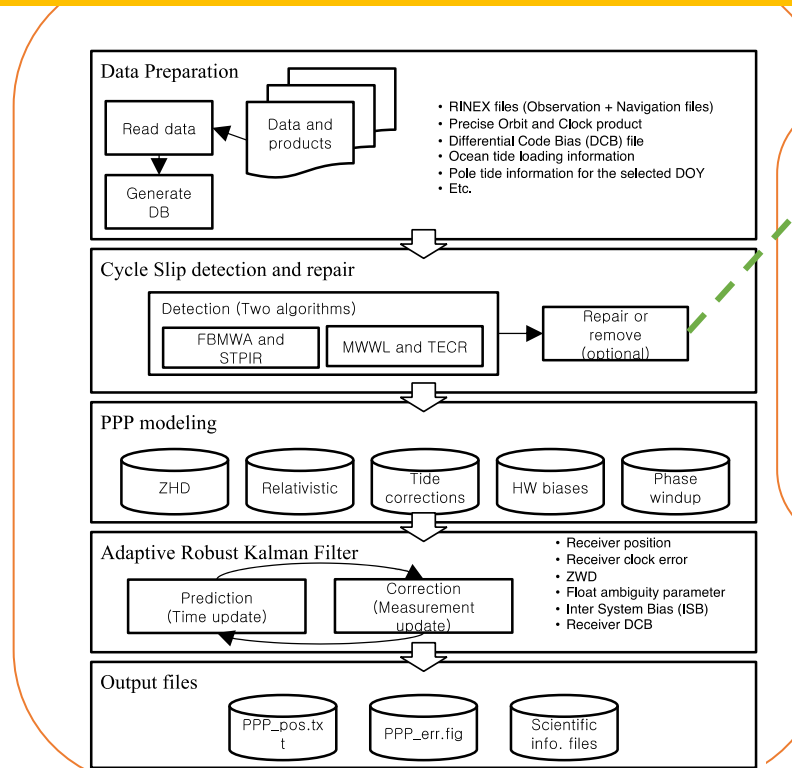 Data Preparation
Read data
Data and
products
Generate
DB
• RINEX files (Observation + Navigation files)
• Precise Orbit and Clock product
• Differential Code Bias (DCB) file
• Ocean tide loading information
• Pole tide information for the selected DOY
• Etc.
Cycle Slip detection and repair
Detection (Two algorithms)
FBMWA and
STPIR
MWWL and TECR
Repair or
remove
(optional)
PPP modeling
ZHD
Relativistic
Tide
corrections
HW biases
Phase
windup
Adaptive Robust Kalman Filter
Prediction
(Time update)
Correction
(Measurement
update)
• Receiver position
• Receiver clock error
• ZWD
• Float ambiguity parameter
• Inter System Bias (ISB)
• Receiver DCB
Output files
PPP_pos.tx
t
PPP_err.fig
Scientific
info. files